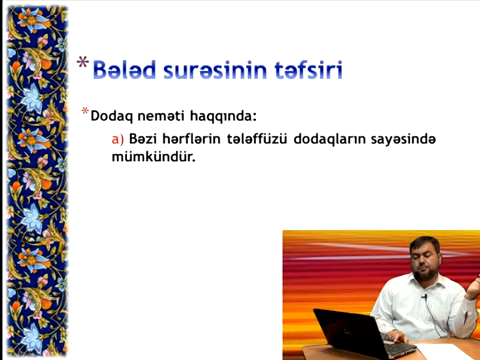 * Bələd surəsinin təfsiri
* Dodaq neməti haqqında:
a) Bəzi hərflərin tələffüzü dodaqların sayəsində
mümkündür.